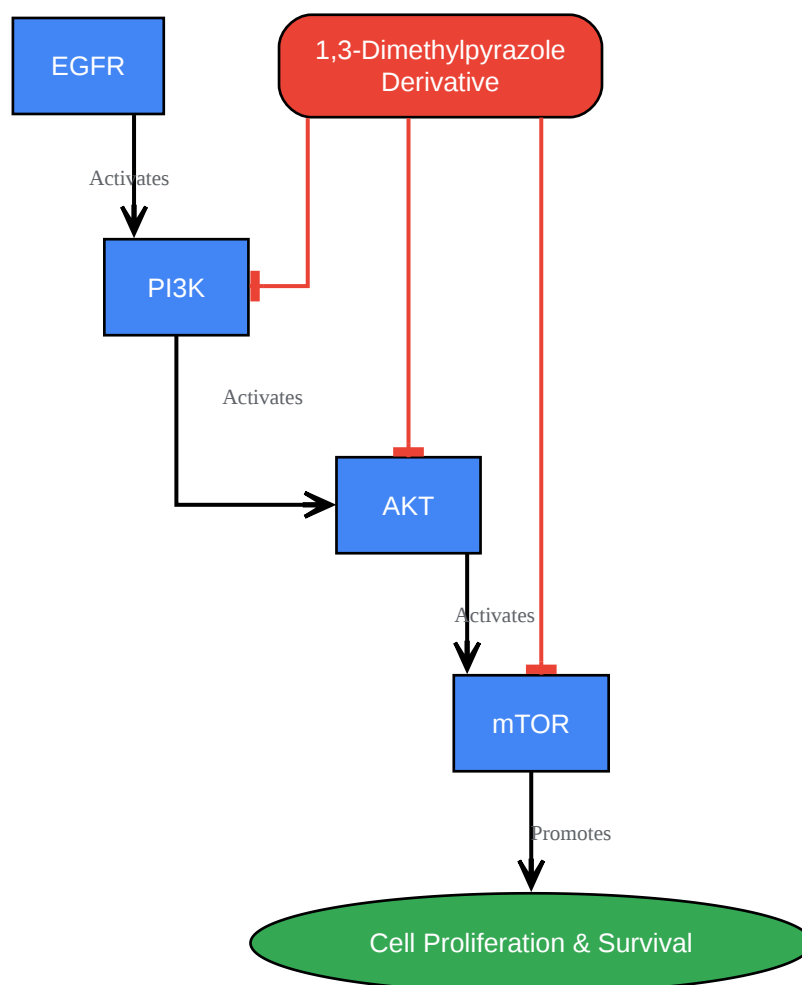 EGFR
1,3-Dimethylpyrazole
Derivative
Activates
PI3K
Activates
AKT
Activates
mTOR
Promotes
Cell Proliferation & Survival